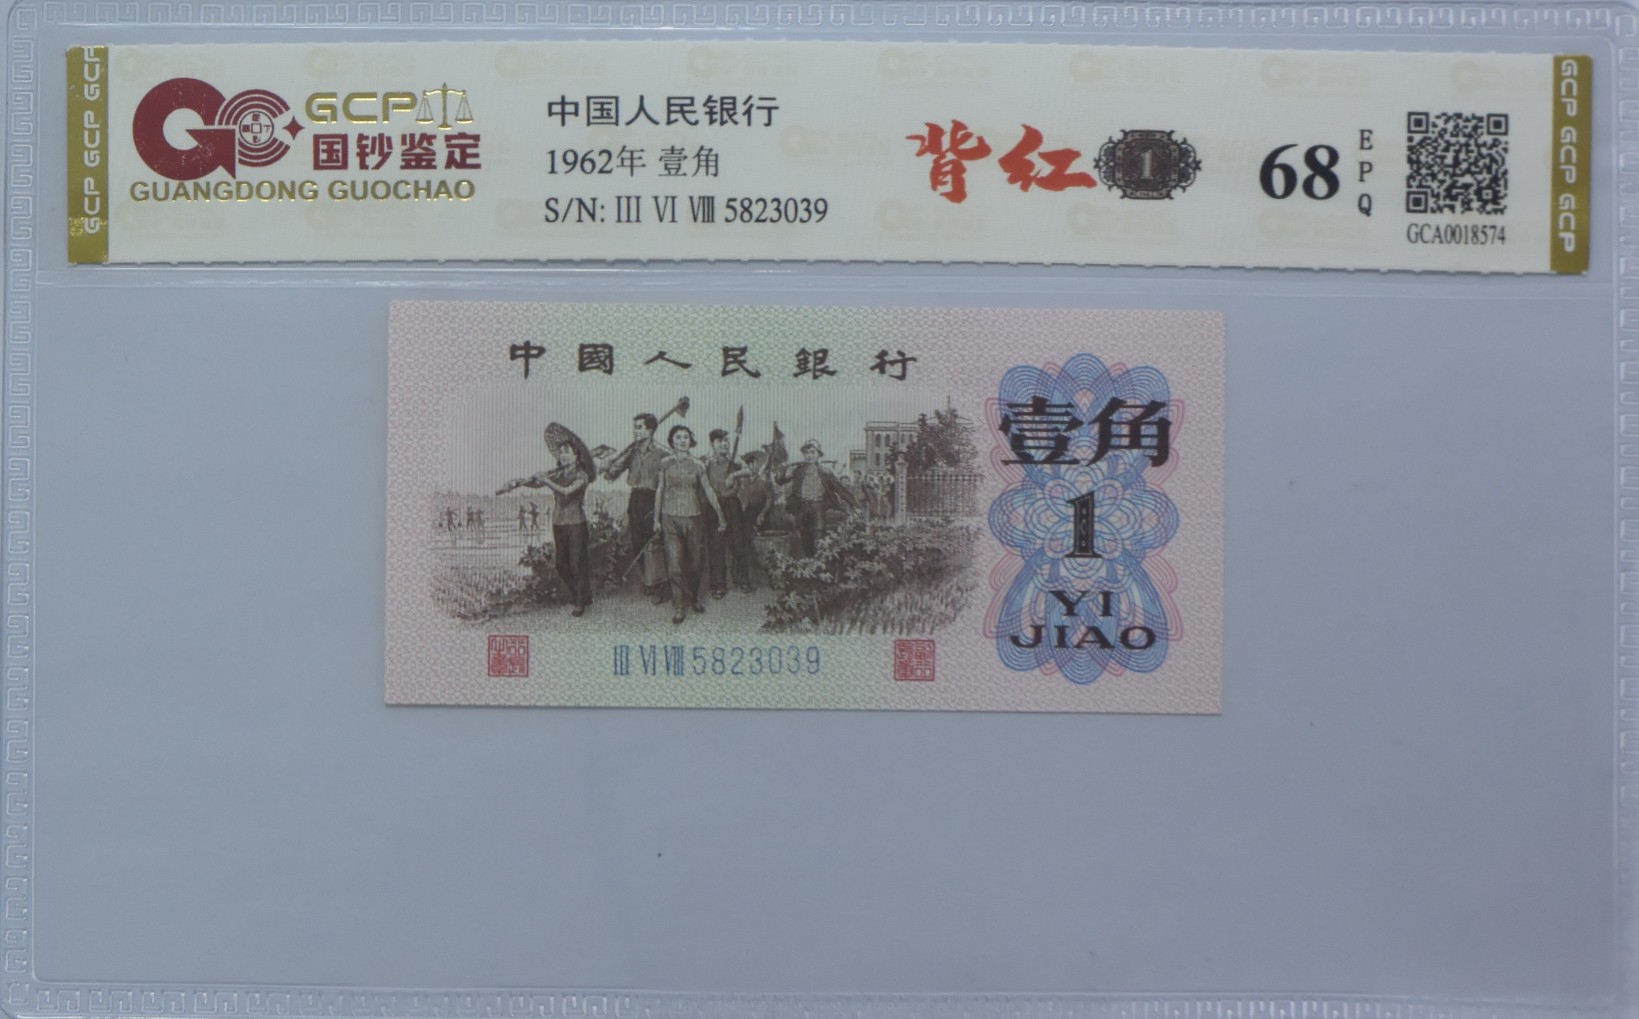 GCP GCP GCP
GCP
国钞鉴定
GUANGDONG GUOCHAO
中国人民银行
1962年 壹角
S/N: III VI VIII 5823039
背红
1
68
EPQ
GCA0018574
GCP GCP GCP
中國人民銀行
壹角
1
YI
JIAO
III VI VIII 5823039